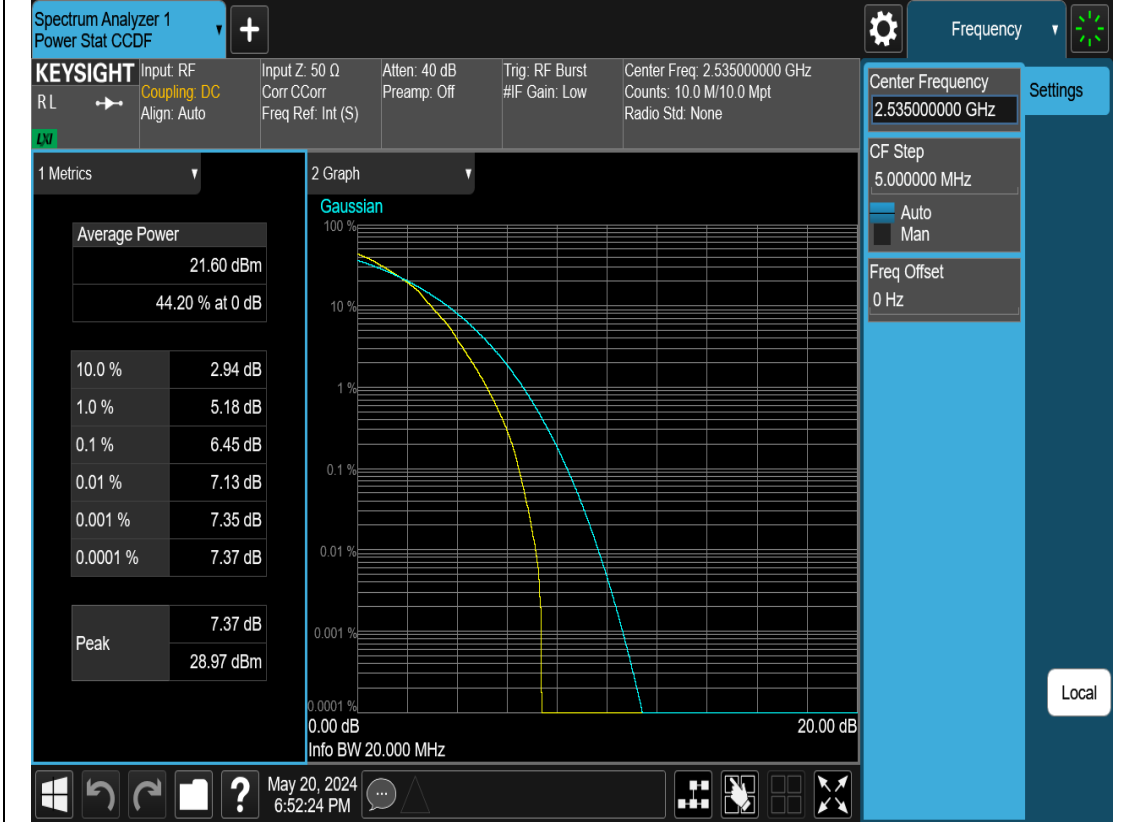 Spectrum Analyzer 1
Power Stat CCDF
Frequency
KEYSIGHT
RL
LXI
Input: RF
Coupling: DC
Align: Auto
Input Z: 50 Ω
Corr CCorr
Freq Ref: Int (S)
Atten: 40 dB
Preamp: Off
Trig: RF Burst
#IF Gain: Low
Center Freq: 2.535000000 GHz
Counts: 10.0 M/10.0 Mpt
Radio Std: None
1 Metrics
Average Power
21.60 dBm
44.20 % at 0 dB
10.0 % 2.94 dB
1.0 % 5.18 dB
0.1 % 6.45 dB
0.01 % 7.13 dB
0.001 % 7.35 dB
0.0001 % 7.37 dB
Peak
7.37 dB
28.97 dBm
2 Graph
Gaussian
100 %
10 %
1 %
0.1 %
0.01 %
0.001 %
0.0001 %
0.00 dB 20.00 dB
Info BW 20.000 MHz
Center Frequency
2.535000000 GHz
CF Step
5.000000 MHz
Auto
Man
Freq Offset
0 Hz
Settings
Local
?
May 20, 2024
6:52:24 PM